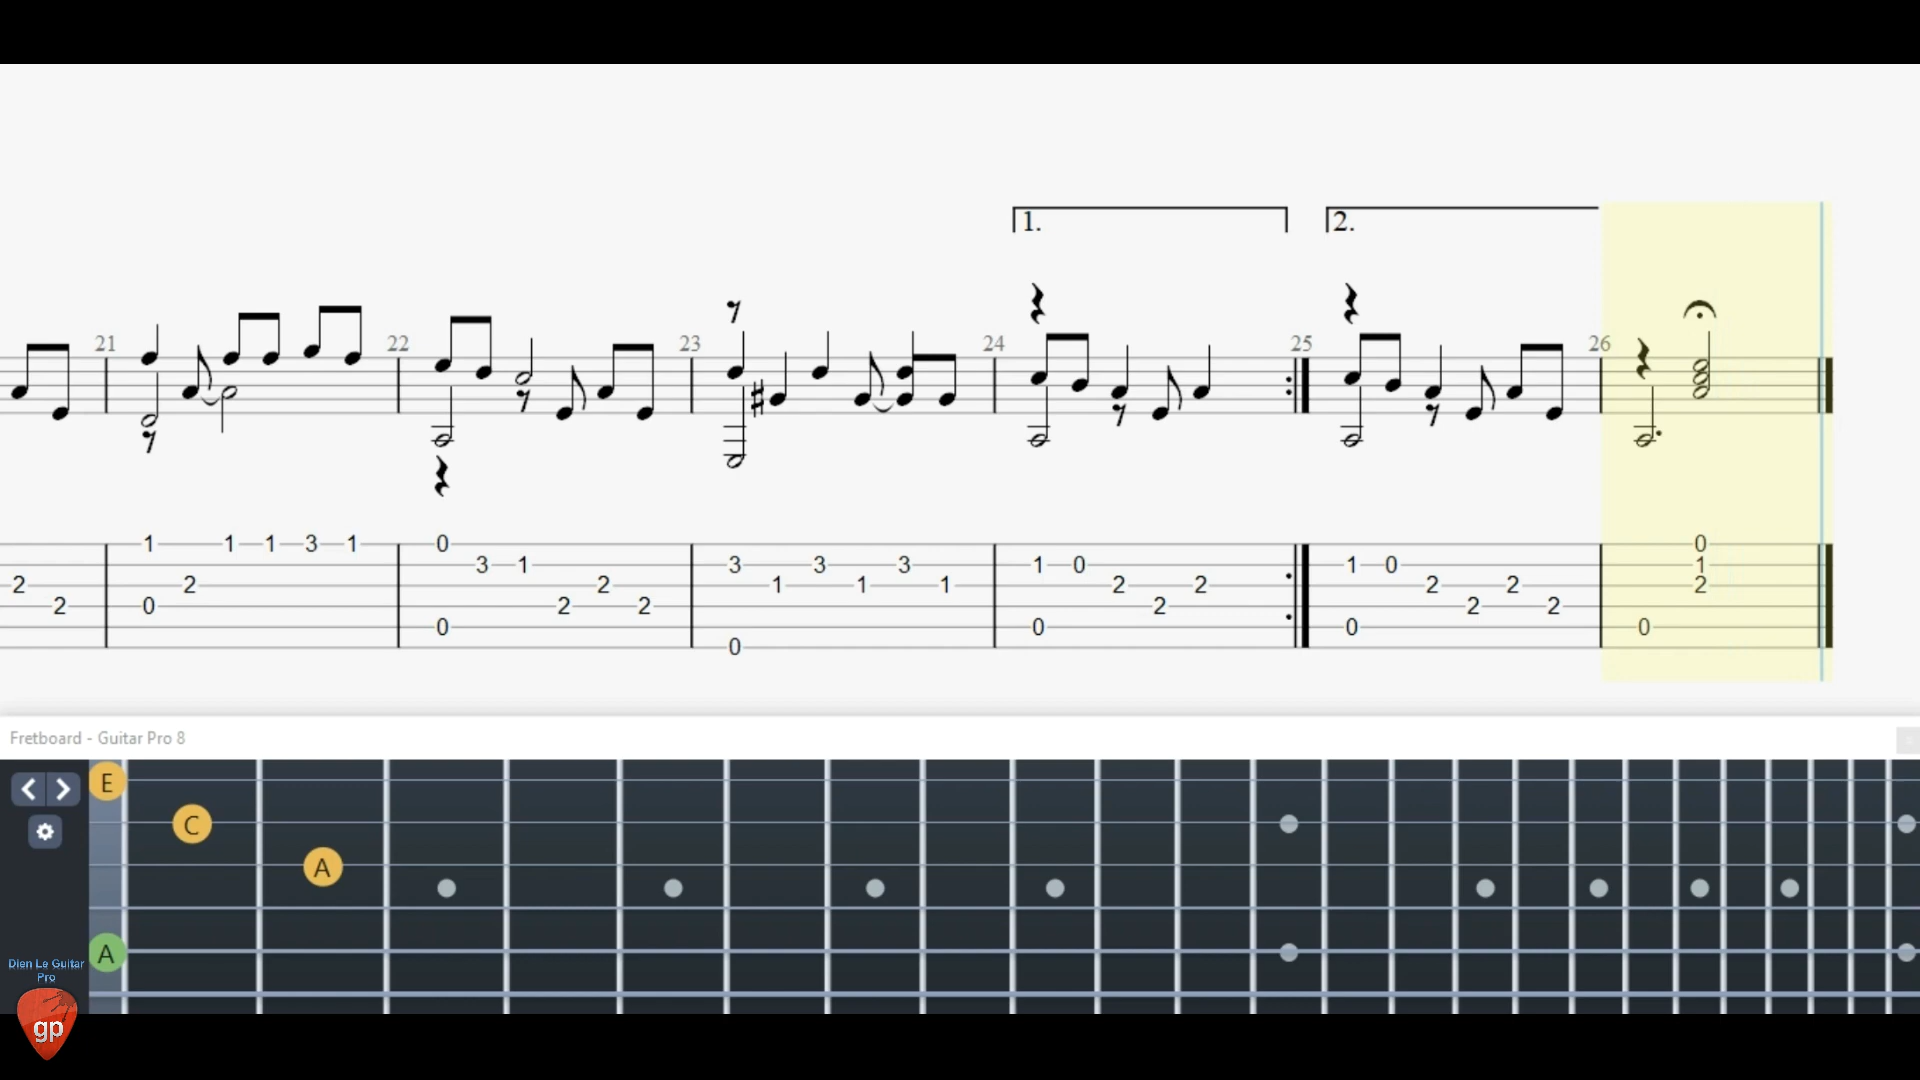 1. 2.
21 22 23 24 25 26
1 1 1 3 1 0 0
3 1 3 3 3 1 0 1 0 1
2 2 2 1 1 1 2 2 2 2 2
2 0 2 2 2 2 2
0 0 0 0
0
Fretboard - Guitar Pro 8
E
C
A
A
Dien Le Guitar
Pro
gp